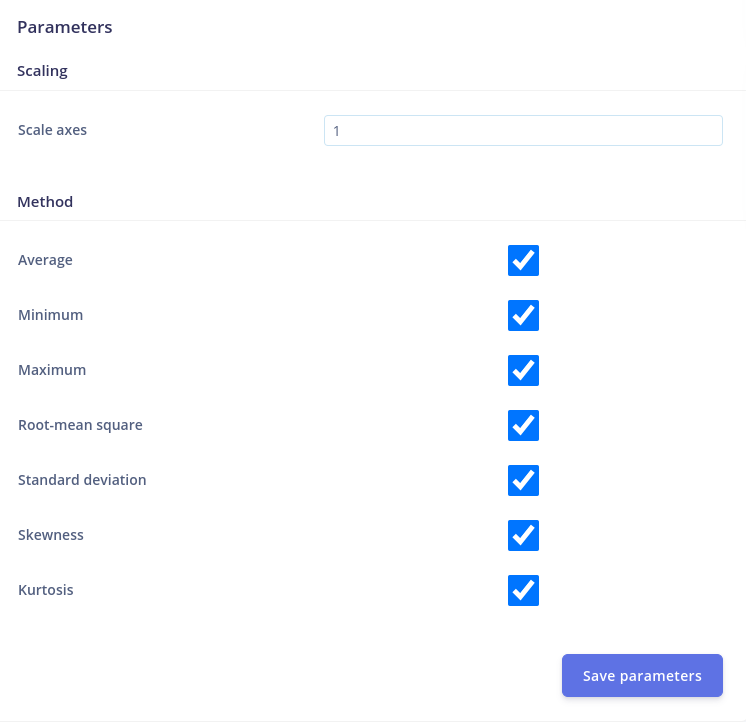 Parameters
Scaling
Scale axes
1
Method
Average
Minimum
Maximum
Root-mean square
Standard deviation
Skewness
Kurtosis
Save parameters